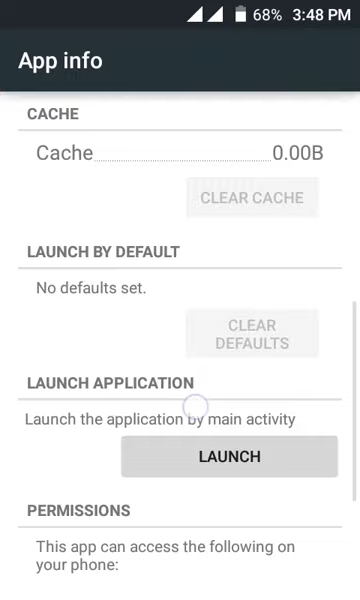 68% 3:48 PM
App info
CACHE
Cache 0.00B
CLEAR CACHE
LAUNCH BY DEFAULT
No defaults set.
CLEAR
DEFAULTS
LAUNCH APPLICATION
Launch the application by main activity
LAUNCH
PERMISSIONS
This app can access the following on
your phone: